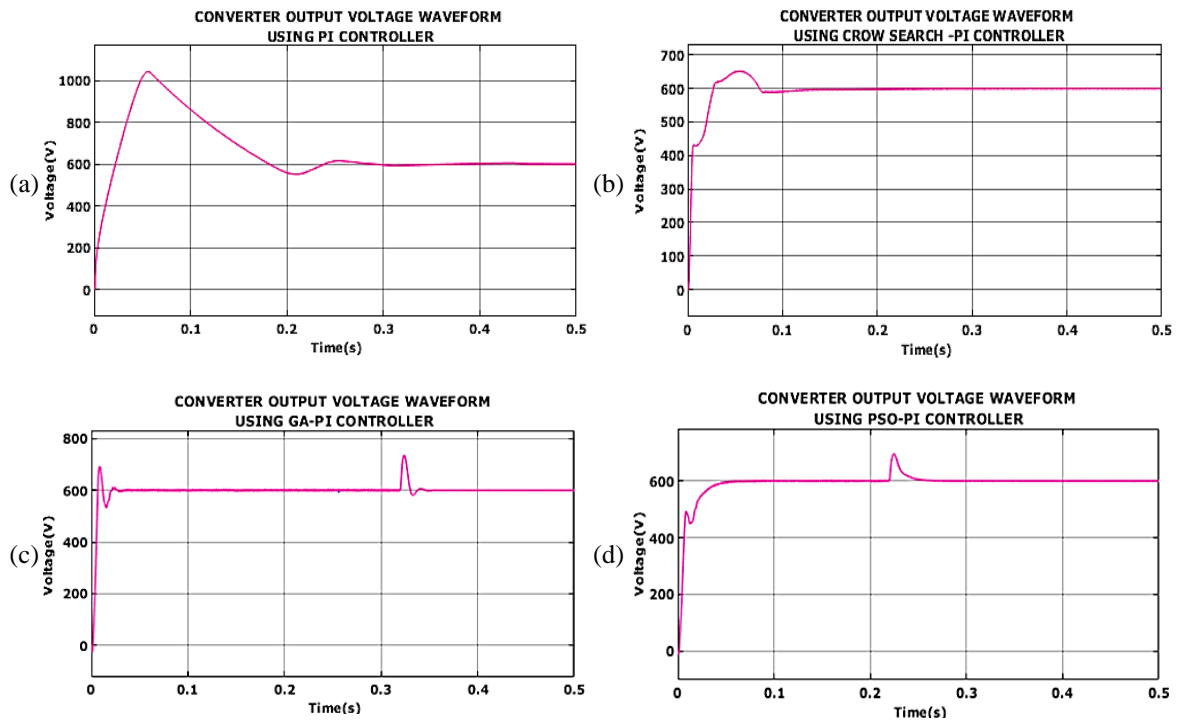 CONVERTER OUTPUT VOLTAGE WAVEFORM
USING PI CONTROLLER
1000
800
600
400
200
0
0 0.1 0.2 0.3 0.4 0.5
Voltage(V)
Time(s)
(a)
CONVERTER OUTPUT VOLTAGE WAVEFORM
USING CROW SEARCH -PI CONTROLLER
700
600
500
400
300
200
100
0
0 0.1 0.2 0.3 0.4 0.5
Voltage(V)
Time(s)
(b)
CONVERTER OUTPUT VOLTAGE WAVEFORM
USING GA-PI CONTROLLER
800
600
400
200
0
0 0.1 0.2 0.3 0.4 0.5
Voltage(V)
Time(s)
(c)
CONVERTER OUTPUT VOLTAGE WAVEFORM
USING PSO-PI CONTROLLER
600
400
200
0
0 0.1 0.2 0.3 0.4 0.5
Voltage(V)
Time(s)
(d)